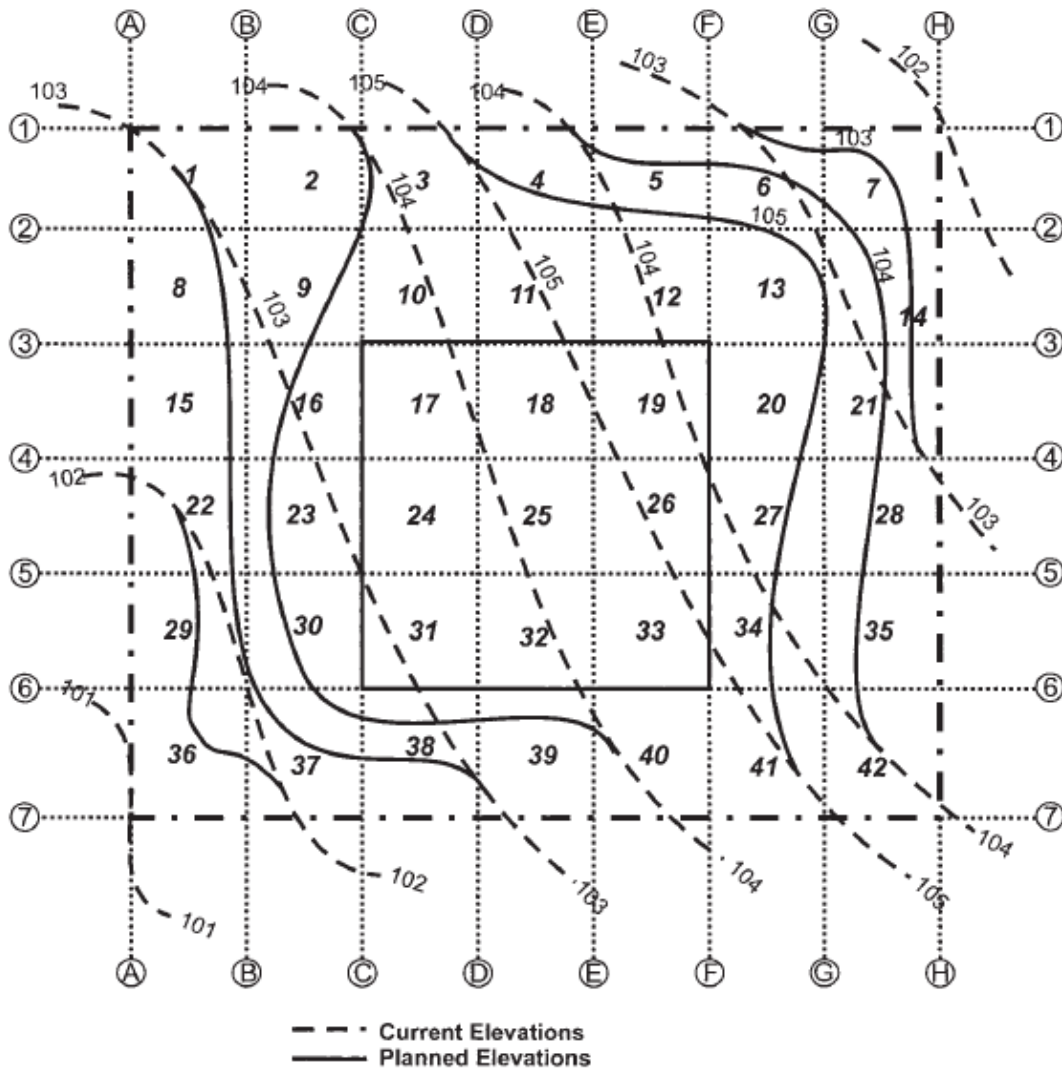 A B C D E F G H
103 104 105 104 103 102
1 1
103
1 2 3 4 5 6 7
104
2 105 2
8 9 10 11 12 13 14
103 105 104 104
3 3
15 16 17 18 19 20 21
4 4
102
22 23 24 25 26 27 28
103
5 5
29 30 31 32 33 34 35
6 6
101
36 37 38 39 40 41 42
7 7
104
101 102 103 104 105
A B C D E F G H
Current Elevations
Planned Elevations